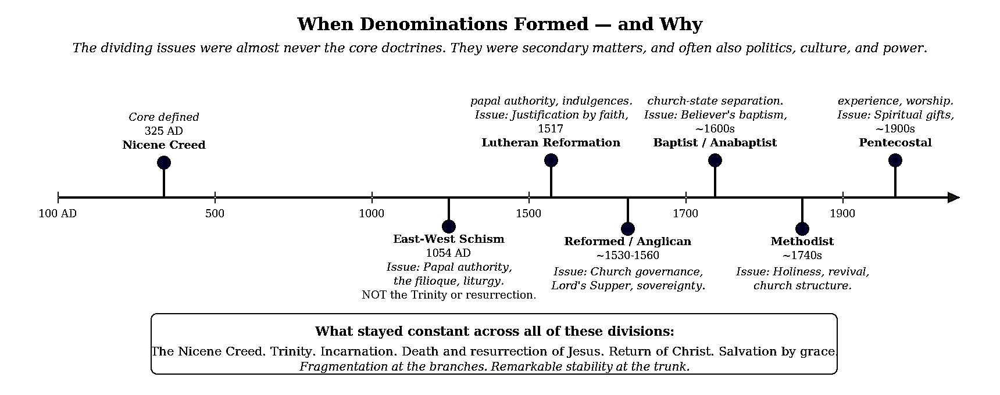 When Denominations Formed — and Why
The dividing issues were almost never the core doctrines. They were secondary matters, and often also politics, culture, and power.
Core defined
325 AD
Nicene Creed
papal authority, indulgences.
Issue: Justification by faith,
1517
Lutheran Reformation
church-state separation.
Issue: Believer's baptism,
~1600s
Baptist / Anabaptist
experience, worship.
Issue: Spiritual gifts,
~1900s
Pentecostal
100 AD
500
1000
1500
1700
1900
East-West Schism
1054 AD
Issue: Papal authority,
the filioque, liturgy.
NOT the Trinity or resurrection.
Reformed / Anglican
~1530-1560
Issue: Church governance,
Lord's Supper, sovereignty.
Methodist
~1740s
Issue: Holiness, revival,
church structure.
What stayed constant across all of these divisions:
The Nicene Creed. Trinity. Incarnation. Death and resurrection of Jesus. Return of Christ. Salvation by grace.
Fragmentation at the branches. Remarkable stability at the trunk.